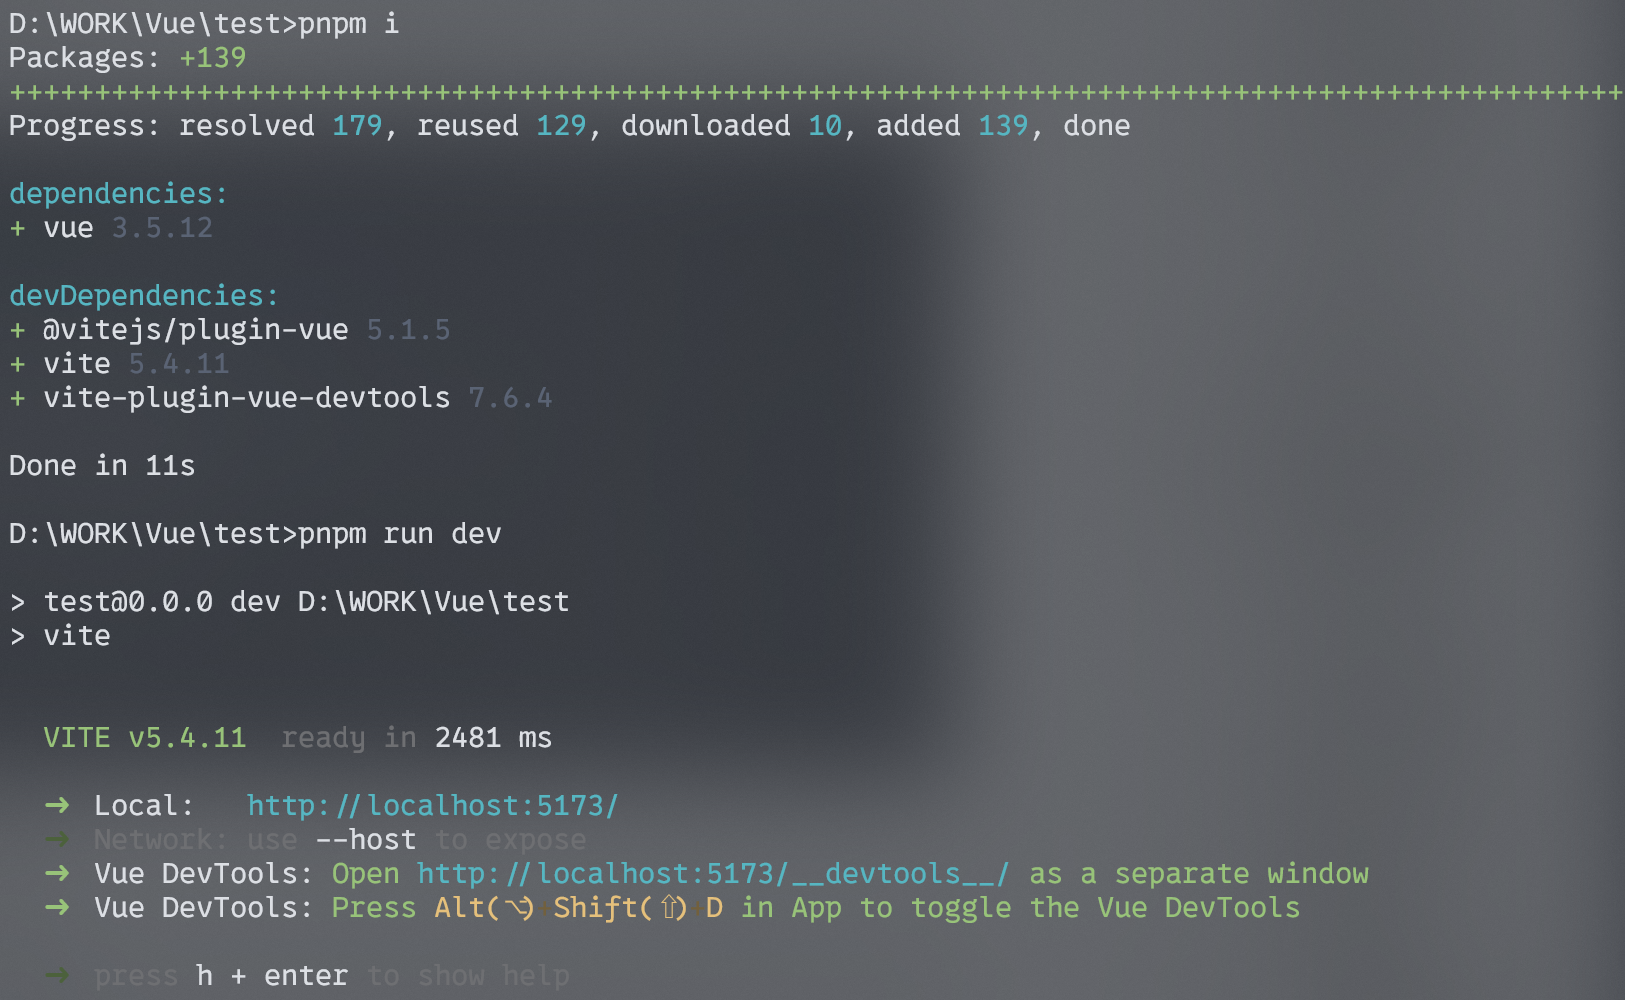 D:\WORK\Vue\test>pnpm i
Packages: +139
+++++++++++++++++++++++++++++++++++++++++++++++++++++++++++++++++++++++++++++++++++++++++++++++
Progress: resolved 179, reused 129, downloaded 10, added 139, done
dependencies:
+ vue 3.5.12
devDependencies:
+ @vitejs/plugin-vue 5.1.5
+ vite 5.4.11
+ vite-plugin-vue-devtools 7.6.4
Done in 11s
D:\WORK\Vue\test>pnpm run dev
> test@0.0.0 dev D:\WORK\Vue\test
> vite
VITE v5.4.11 ready in 2481 ms
➜ Local: http://localhost:5173/
➜ Network: use --host to expose
➜ Vue DevTools: Open http://localhost:5173/__devtools__/ as a separate window
➜ Vue DevTools: Press Alt(⌥)+Shift(⇧)+D in App to toggle the Vue DevTools
➜ press h + enter to show help